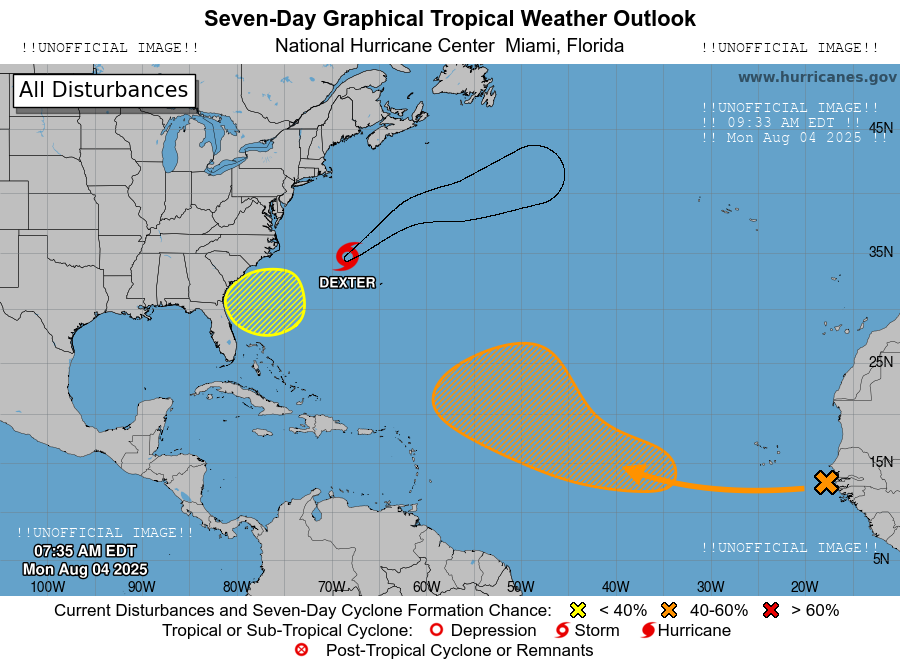 Seven-Day Graphical Tropical Weather Outlook
!!UNOFFICIAL IMAGE!! National Hurricane Center Miami, Florida !!UNOFFICIAL IMAGE!!
All Disturbances
www.hurricanes.gov
!!UNOFFICIAL IMAGE!!
!! 09:33 AM EDT !!
!! Mon Aug 04 2025 !!
45N
35N
DEXTER
25N
15N
!!UNOFFICIAL IMAGE!!
07:35 AM EDT
Mon Aug 04 2025
!!UNOFFICIAL IMAGE!!
5N
100W 90W 80W 70W 60W 50W 40W 30W 20W
Current Disturbances and Seven-Day Cyclone Formation Chance: < 40% 40-60% > 60%
Tropical or Sub-Tropical Cyclone: Depression Storm Hurricane
Post-Tropical Cyclone or Remnants